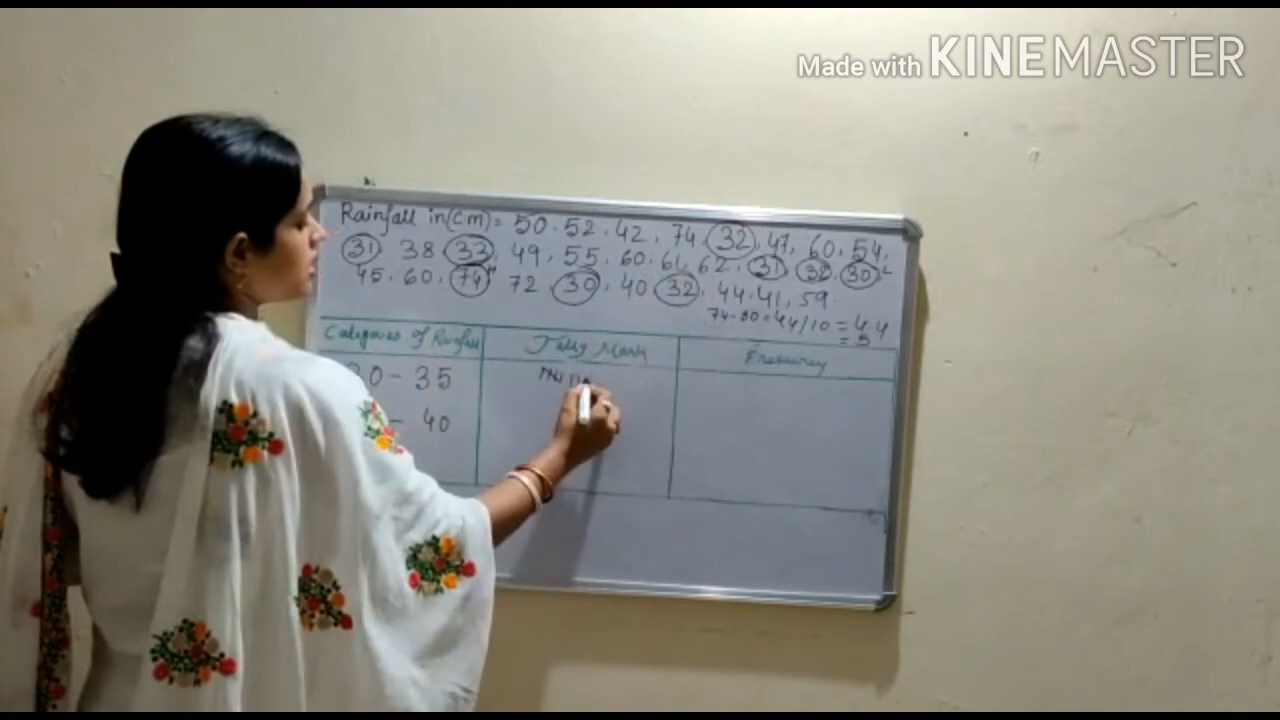 Made with KINEMASTER
Rainfall in(Cm)= 50. 52. 42, 74. 32, 47, 60, 54,
31 38 33, 49, 55, 60. 61, 62, 31 32. 30,
45. 60. 74, 72 30, 40 32, 44. 41, 59
74-30=44/10 = 4.4
= 5
Categories of Rainfall Tally Mark Frequency
30 - 35
- 40